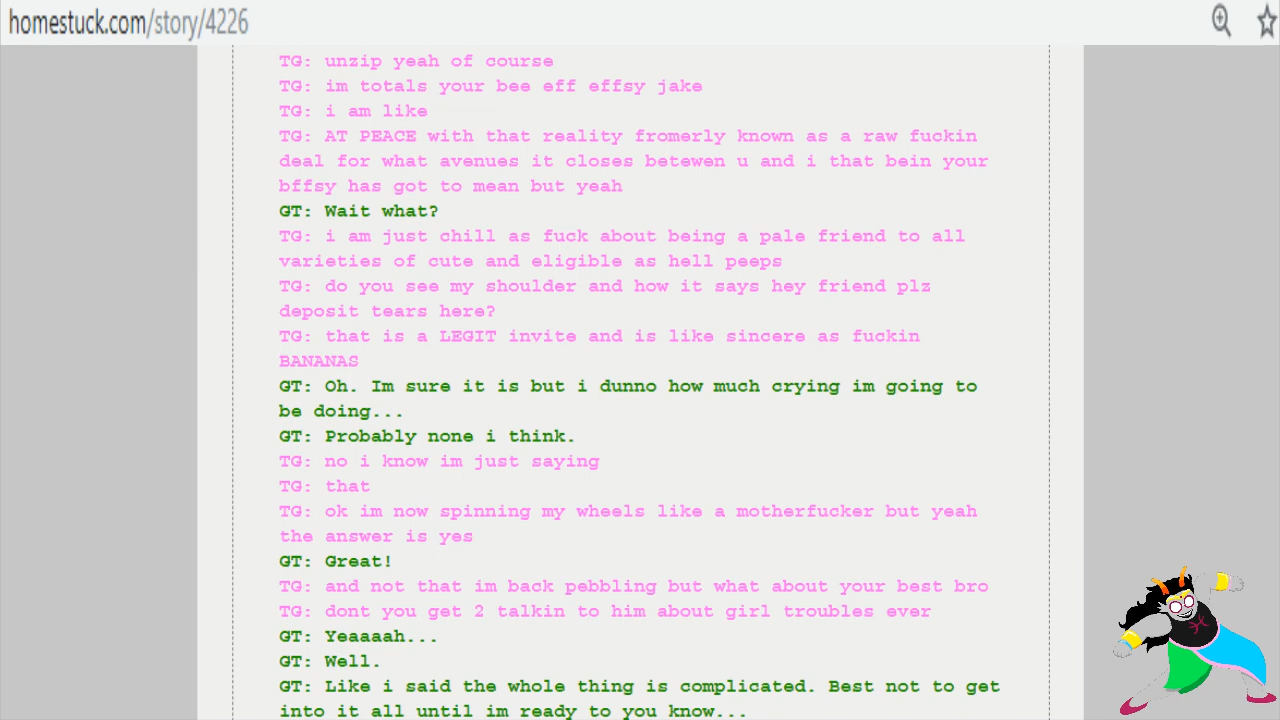 homestuck.com/story/4226
TG: unzip yeah of course
TG: im totals your bee eff effsy jake
TG: i am like
TG: AT PEACE with that reality fromerly known as a raw fuckin
deal for what avenues it closes betewen u and i that bein your
bffsy has got to mean but yeah
GT: Wait what?
TG: i am just chill as fuck about being a pale friend to all
varieties of cute and eligible as hell peeps
TG: do you see my shoulder and how it says hey friend plz
deposit tears here?
TG: that is a LEGIT invite and is like sincere as fuckin
BANANAS
GT: Oh. Im sure it is but i dunno how much crying im going to
be doing...
GT: Probably none i think.
TG: no i know im just saying
TG: that
TG: ok im now spinning my wheels like a motherfucker but yeah
the answer is yes
GT: Great!
TG: and not that im back pebbling but what about your best bro
TG: dont you get 2 talkin to him about girl troubles ever
GT: Yeaaaah...
GT: Well.
GT: Like i said the whole thing is complicated. Best not to get
into it all until im ready to you know...